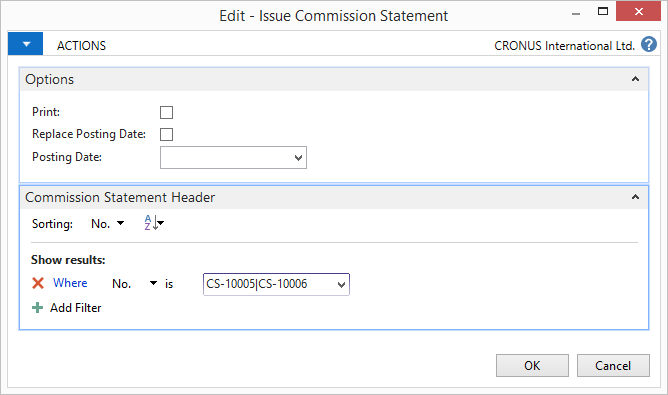 Edit - Issue Commission Statement
ACTIONS CRONUS International Ltd. ?
Options
Print:
Replace Posting Date:
Posting Date:
Commission Statement Header
Sorting: No. AZ
Show results:
Where No. is CS-10005|CS-10006
Add Filter
OK Cancel